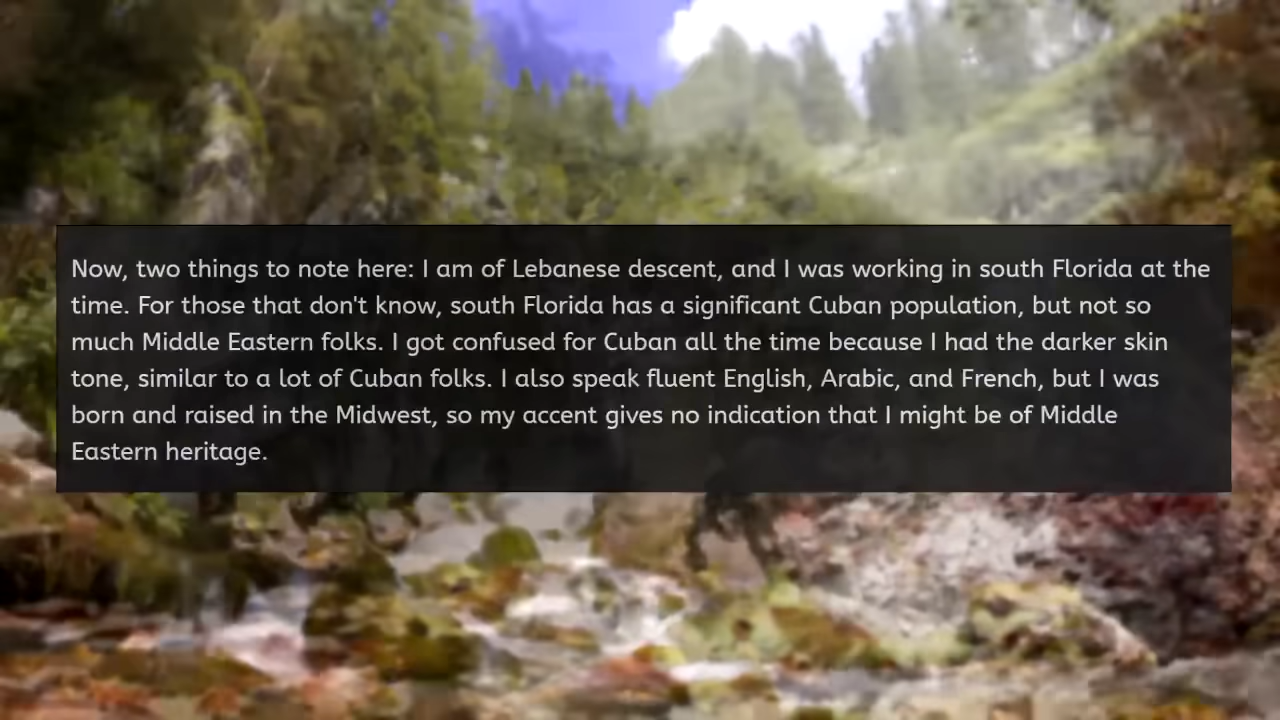 Now, two things to note here: I am of Lebanese descent, and I was working in south Florida at the
time. For those that don't know, south Florida has a significant Cuban population, but not so
much Middle Eastern folks. I got confused for Cuban all the time because I had the darker skin
tone, similar to a lot of Cuban folks. I also speak fluent English, Arabic, and French, but I was
born and raised in the Midwest, so my accent gives no indication that I might be of Middle
Eastern heritage.